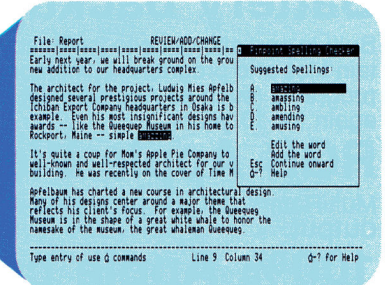 File: Report REVIEW/ADD/CHANGE
Pinpoint Spelling Checker
Early next year, we will break ground on the grou
new addition to our headquarters complex.
The architect for the project, Ludwig Mies Apfelb
designed several prestigious projects around the
Ichiban Export Company headquarters in Osaka is b
example. Even his most insignificant designs hav
awards -- like the Queequep Museum in his home to
Rockport, Maine -- simple
It's quite a coup for Mom's Apple Pie Company to
well-known and well-respected architect for our v
building. He was recently on the cover of Time M
Suggested Spellings:
A.
B. amassing
C. ambling
D. amending
E. amusing
Edit the word
Add the word
Esc Continue onward
-? Help
Apfelbaum has charted a new course in architectural design.
Many of his designs center around a major theme that
reflects his client's focus. For example, the Queequeg
Museum is in the shape of a great white whale to honor the
namesake of the museum, the great whaleman Queequeg.
Type entry of use commands Line 9 Column 34 -? for Help